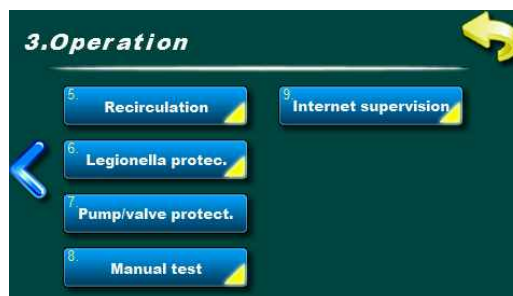 3.Operation
5. Recirculation
6. Legionella protec.
7. Pump/valve protect.
8. Manual test
9. Internet supervision